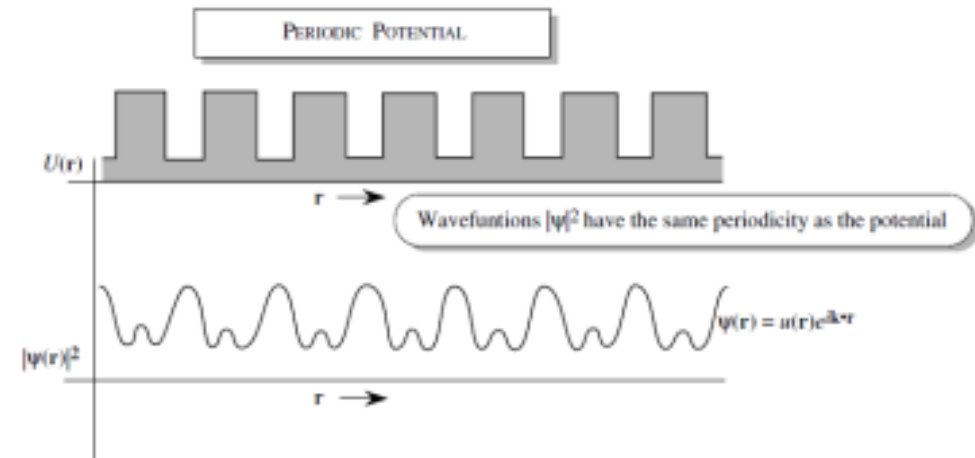 PERIODIC POTENTIAL
U(r)
r
Wavefuntions |ψ|² have the same periodicity as the potential
ψ(r) = u(r)e^{ik•r}
|ψ(r)|²
r